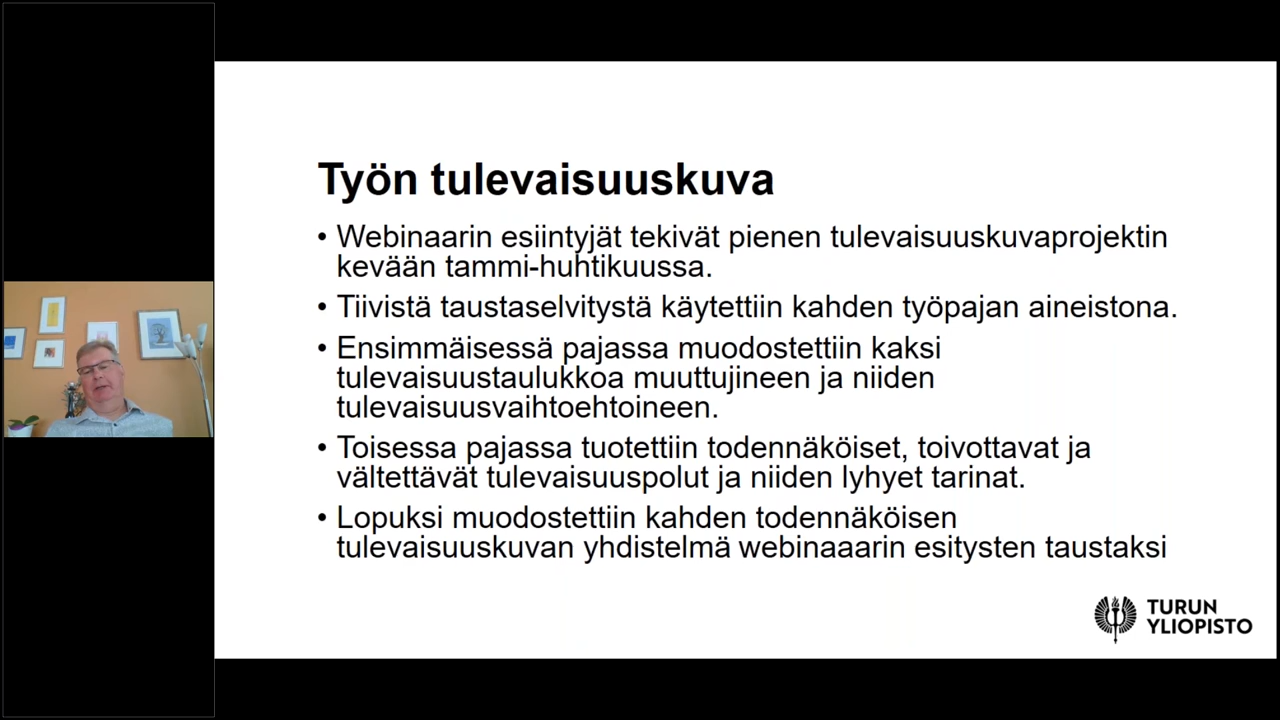 Työn tulevaisuuskuva
• Webinaarin esiintyjät tekivät pienen tulevaisuuskuvaprojektin
kevään tammi-huhtikuussa.
• Tiivistä taustaselvitystä käytettiin kahden työpajan aineistona.
• Ensimmäisessä pajassa muodostettiin kaksi
tulevaisuustaulukkoa muuttujineen ja niiden
tulevaisuusvaihtoehtoineen.
• Toisessa pajassa tuotettiin todennäköiset, toivottavat ja
vältettävät tulevaisuuspolut ja niiden lyhyet tarinat.
• Lopuksi muodostettiin kahden todennäköisen
tulevaisuuskuvan yhdistelmä webinaaarin esitysten taustaksi
TURUN
YLIOPISTO